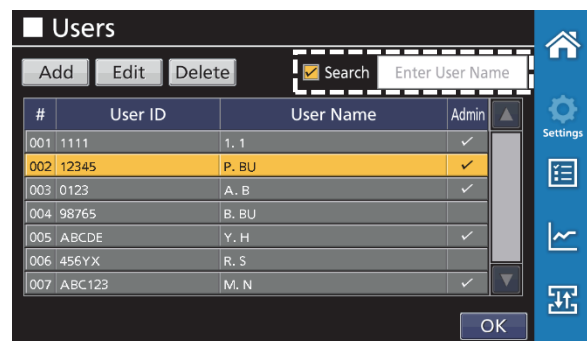 Users
Add Edit Delete Search Enter User Name
# User ID User Name Admin
001 1111 1. 1
002 12345 P. BU
003 0123 A. B
004 98765 B. BU
005 ABCDE Y. H
006 456YX R. S
007 ABC123 M. N
OK
Settings